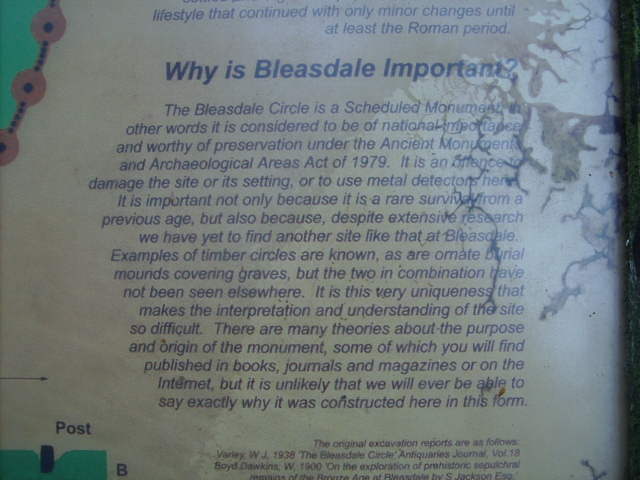 lifestyle that continued with only minor changes until
at least the Roman period.
Why is Bleasdale Important?
The Bleasdale Circle is a Scheduled Monument, in
other words it is considered to be of national importance
and worthy of preservation under the Ancient Monuments
and Archaeological Areas Act of 1979. It is an offence to
damage the site or its setting, or to use metal detectors here.
It is important not only because it is a rare survival from a
previous age, but also because, despite extensive research
we have yet to find another site like that at Bleasdale.
Examples of timber circles are known, as are ornate burial
mounds covering graves, but the two in combination have
not been seen elsewhere. It is this very uniqueness that
makes the interpretation and understanding of the site
so difficult. There are many theories about the purpose
and origin of the monument, some of which you will find
published in books, journals and magazines or on the
Internet, but it is unlikely that we will ever be able to
say exactly why it was constructed here in this form.
Post
B
The original excavation reports are as follows:
Varley, W J, 1938 'The Bleasdale Circle' Antiquaries Journal, Vol.18
Boyd Dawkins, W, 1900 'On the exploration of prehistoric sepulchral
remains of the Bronze Age at Bleasdale by S Jackson Esq.'